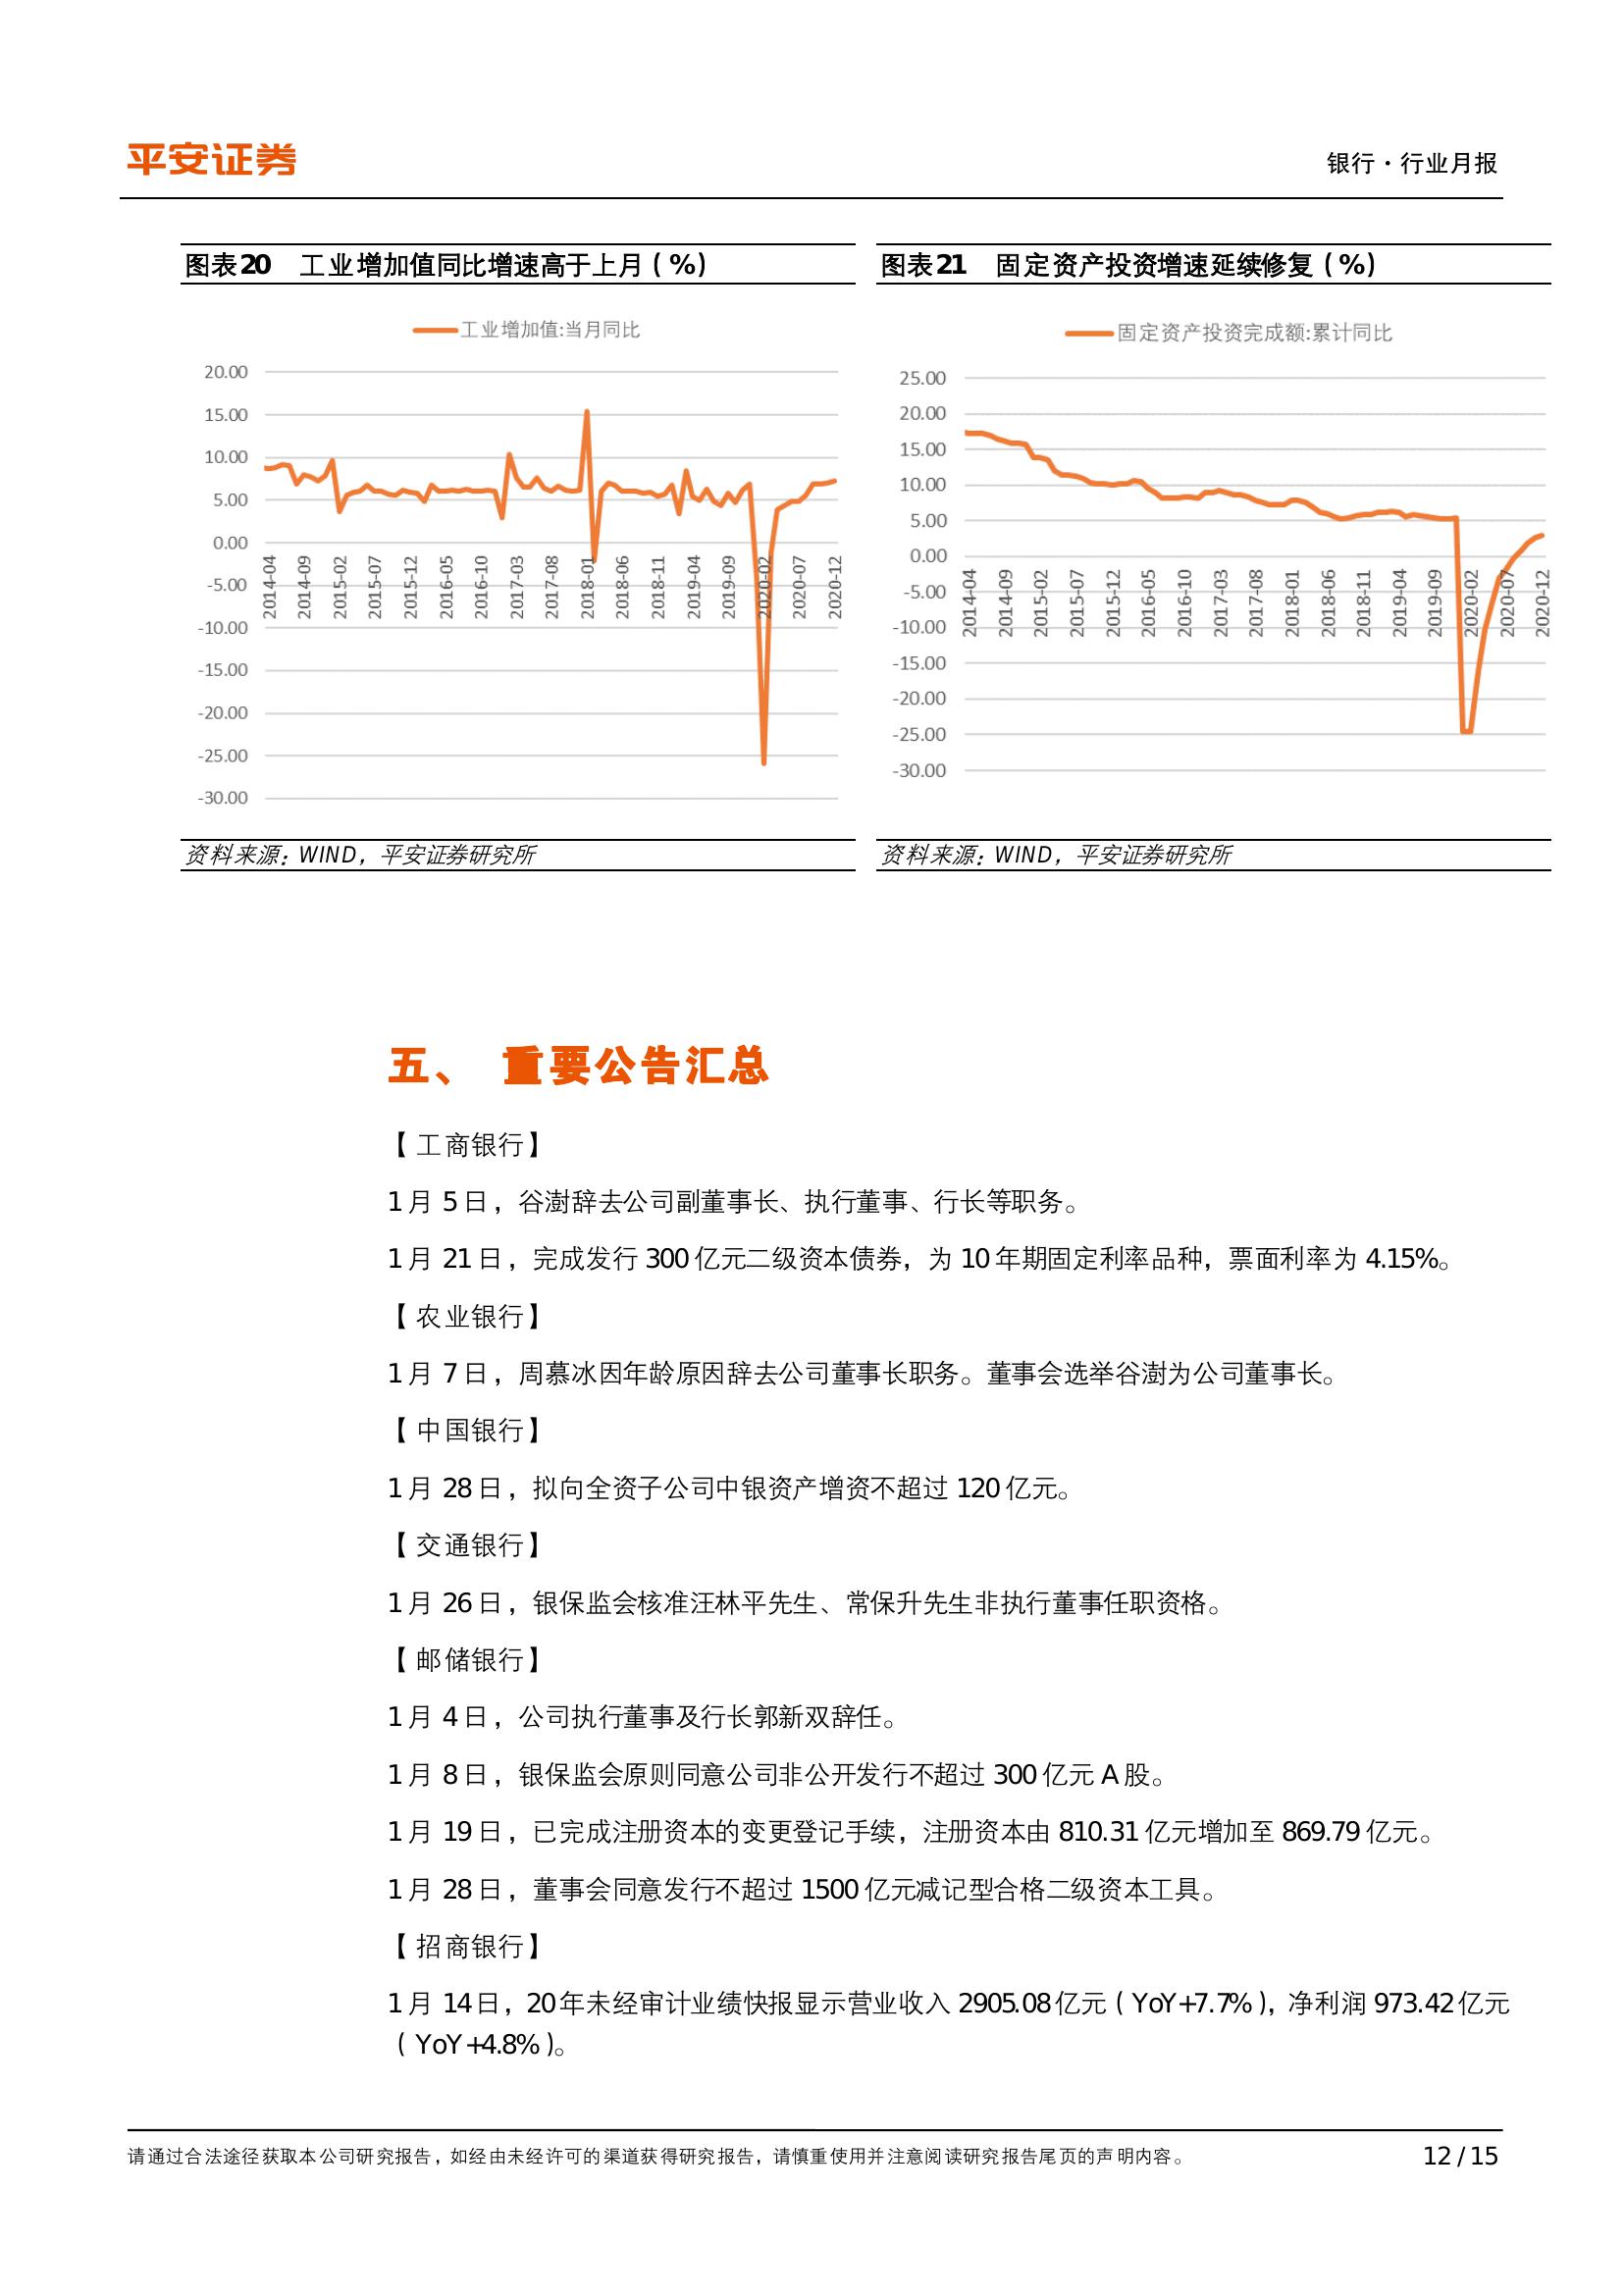 平安证券
银行·行业月报
图表20 工业增加值同比增速高于上月(%)
工业增加值:当月同比
20.00
15.00
10.00
5.00
0.00
-5.00
-10.00
-15.00
-20.00
-25.00
-30.00
2014-04
2014-09
2015-02
2015-07
2015-12
2016-05
2016-10
2017-03
2017-08
2018-01
2018-06
2018-11
2019-04
2019-09
2020-02
2020-07
2020-12
资料来源：WIND，平安证券研究所
图表21 固定资产投资增速延续修复(%)
固定资产投资完成额:累计同比
25.00
20.00
15.00
10.00
5.00
0.00
-5.00
-10.00
-15.00
-20.00
-25.00
-30.00
2014-04
2014-09
2015-02
2015-07
2015-12
2016-05
2016-10
2017-03
2017-08
2018-01
2018-06
2018-11
2019-04
2019-09
2020-02
2020-07
2020-12
资料来源：WIND，平安证券研究所
五、 重要公告汇总
【工商银行】
1月5日，谷澍辞去公司副董事长、执行董事、行长等职务。
1月21日，完成发行300亿元二级资本债券，为10年期固定利率品种，票面利率为4.15%。
【农业银行】
1月7日，周慕冰因年龄原因辞去公司董事长职务。董事会选举谷澍为公司董事长。
【中国银行】
1月28日，拟向全资子公司中银资产增资不超过120亿元。
【交通银行】
1月26日，银保监会核准汪林平先生、常保升先生非执行董事任职资格。
【邮储银行】
1月4日，公司执行董事及行长郭新双辞任。
1月8日，银保监会原则同意公司非公开发行不超过300亿元A股。
1月19日，已完成注册资本的变更登记手续，注册资本由810.31亿元增加至869.79亿元。
1月28日，董事会同意发行不超过1500亿元减记型合格二级资本工具。
【招商银行】
1月14日，20年未经审计业绩快报显示营业收入2905.08亿元(YoY+7.7%)，净利润973.42亿元
(YoY+4.8%)。
请通过合法途径获取本公司研究报告，如经由未经许可的渠道获得研究报告，请慎重使用并注意阅读研究报告尾页的声明内容。
12 / 15